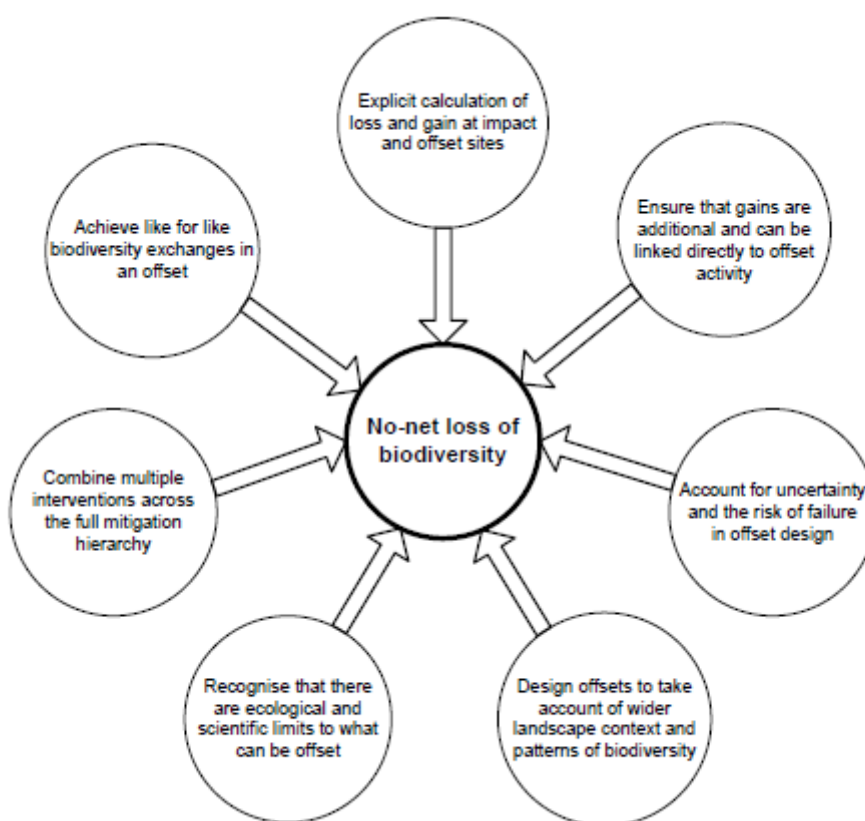 Explicit calculation of
loss and gain at impact
and offset sites
Ensure that gains are
additional and can be
linked directly to offset
activity
Achieve like for like
biodiversity exchanges in
an offset
No-net loss of
biodiversity
Combine multiple
interventions across
the full mitigation
hierarchy
Account for uncertainty
and the risk of failure
in offset design
Recognise that there
are ecological and
scientific limits to what
can be offset
Design offsets to take
account of wider
landscape context and
patterns of biodiversity